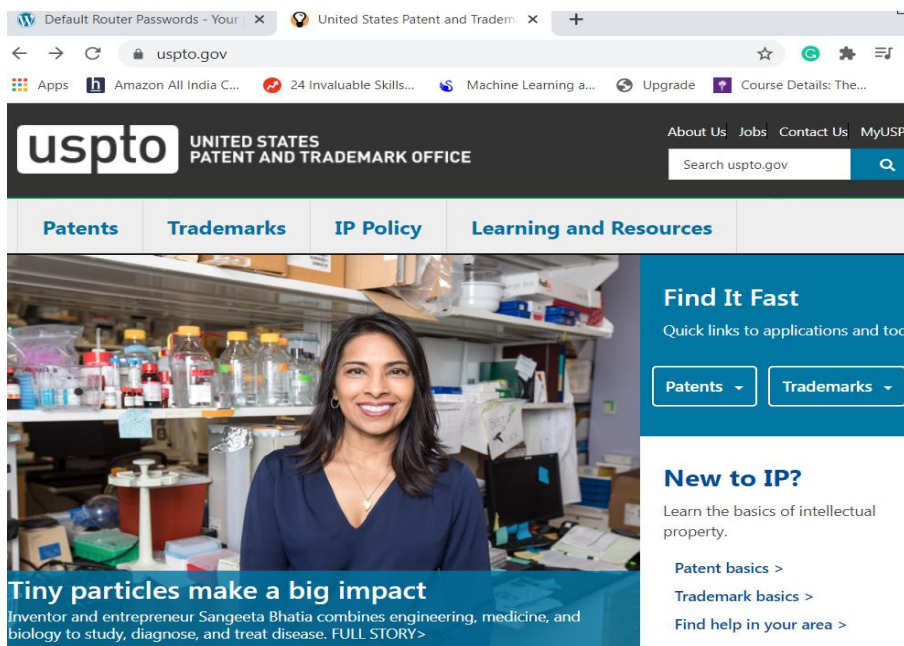 Default Router Passwords - Your
United States Patent and Tradem
uspto.gov
Apps
h
Amazon All India C...
24 Invaluable Skills...
Machine Learning a...
Upgrade
Course Details: The...
uspto
UNITED STATES
PATENT AND TRADEMARK OFFICE
About Us Jobs Contact Us MyUSP
Search uspto.gov
Patents
Trademarks
IP Policy
Learning and Resources
Find It Fast
Quick links to applications and too
Patents
Trademarks
New to IP?
Learn the basics of intellectual
property.
Patent basics >
Trademark basics >
Find help in your area >
Tiny particles make a big impact
Inventor and entrepreneur Sangeeta Bhatia combines engineering, medicine, and
biology to study, diagnose, and treat disease. FULL STORY>